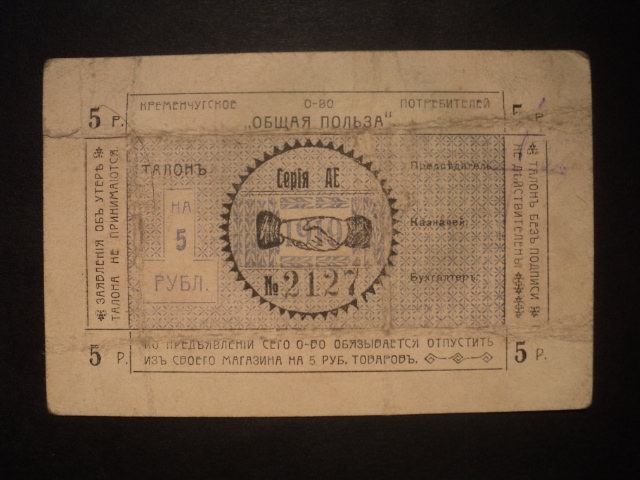 КРЕМЕНЧУГСКОЕ О-ВО ПОТРЕБИТЕЛЕЙ
„ОБЩАЯ ПОЛЬЗА"
5 Р.
5 Р.
ТАЛОНЪ
НА
5
РУБЛ.
Серія АЕ
№ 2127
Предсѣдатель
Казначей
Бухгалтеръ
ЗАЯВЛЕНІЯ ОБЪ УТЕРѢ
ТАЛОНА НЕ ПРИНИМАЮТСЯ
ТАЛОНЪ БЕЗЪ ПОДПИСИ
НЕ ДѢЙСТВИТЕЛЕНЪ
5 Р.
ПО ПРЕДЪЯВЛЕНІИ СЕГО О-ВО ОБЯЗЫВАЕТСЯ ОТПУСТИТЬ
ИЗЪ СВОЕГО МАГАЗИНА НА 5 РУБ. ТОВАРОВЪ.
5 Р.